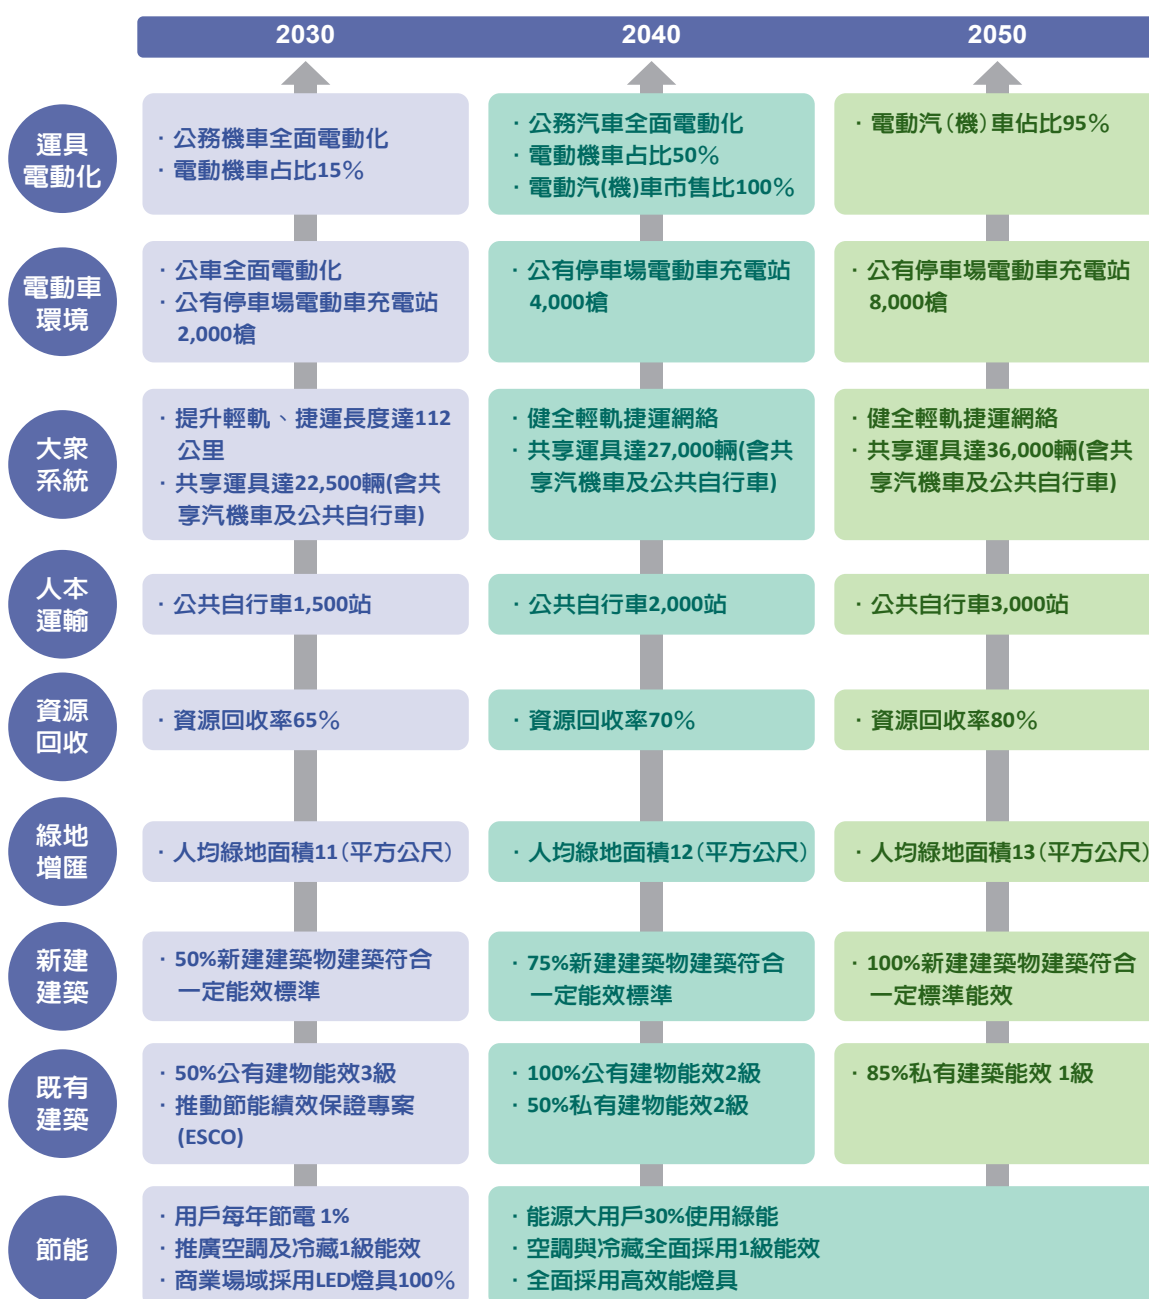 2030
2040
2050
運具
電動化
· 公務機車全面電動化
· 電動機車占比15%
· 公務汽車全面電動化
· 電動機車占比50%
· 電動汽(機)車市售比100%
· 電動汽（機）車佔比95%
電動車
環境
· 公車全面電動化
· 公有停車場電動車充電站
2,000槍
· 公有停車場電動車充電站
4,000槍
· 公有停車場電動車充電站
8,000槍
大眾
系統
· 提升輕軌、捷運長度達112
公里
· 共享運具達22,500輛(含共
享汽機車及公共自行車)
· 健全輕軌捷運網絡
· 共享運具達27,000輛(含共
享汽機車及公共自行車)
· 健全輕軌捷運網絡
· 共享運具達36,000輛(含共
享汽機車及公共自行車)
人本
運輸
· 公共自行車1,500站
· 公共自行車2,000站
· 公共自行車3,000站
資源
回收
· 資源回收率65%
· 資源回收率70%
· 資源回收率80%
綠地
增匯
· 人均綠地面積11（平方公尺）
· 人均綠地面積12（平方公尺）
· 人均綠地面積13（平方公尺）
新建
建築
· 50%新建建築物建築符合
一定能效標準
· 75%新建建築物建築符合
一定能效標準
· 100%新建建築物建築符合
一定標準能效
既有
建築
· 50%公有建物能效3級
· 推動節能績效保證專案
(ESCO)
· 100%公有建物能效2級
· 50%私有建物能效2級
· 85%私有建築能效 1級
節能
· 用戶每年節電 1%
· 推廣空調及冷藏1級能效
· 商業場域採用LED燈具100%
· 能源大用戶30%使用綠能
· 空調與冷藏全面採用1級能效
· 全面採用高效能燈具